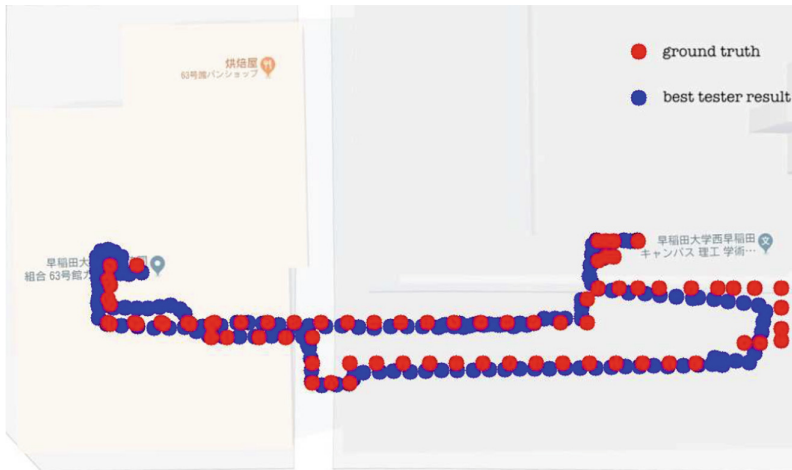 烘焙屋
63号館パンショップ
ground truth
best tester result
早稲田大
組合 63号館カ
早稲田大学西早稲田
キャンパス 理工 学術…